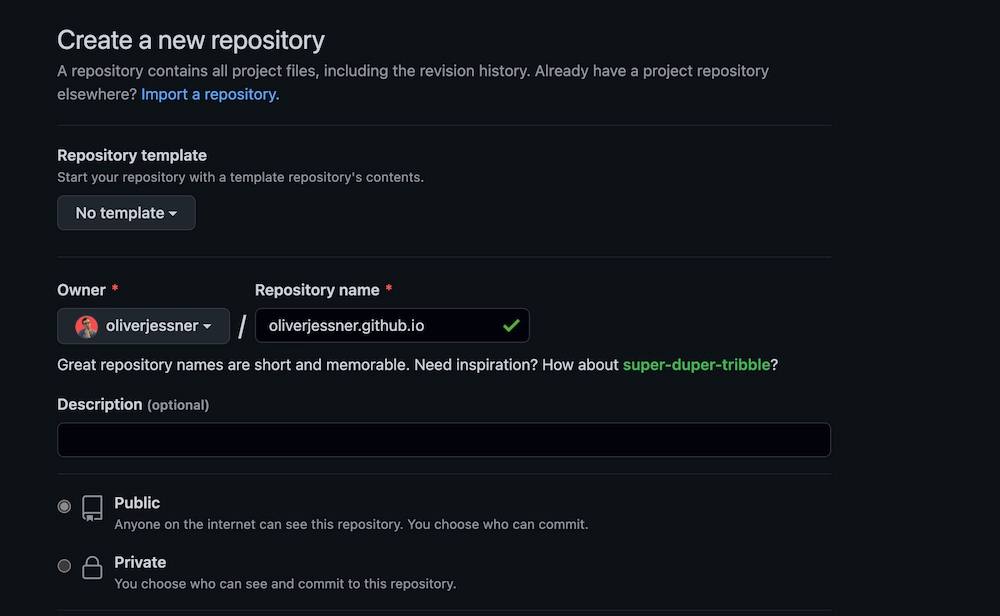 Create a new repository
A repository contains all project files, including the revision history. Already have a project repository
elsewhere? Import a repository.
Repository template
Start your repository with a template repository's contents.
No template
Owner *
Repository name *
oliverjessner / oliverjessner.github.io
Great repository names are short and memorable. Need inspiration? How about super-duper-tribble?
Description (optional)
Public
Anyone on the internet can see this repository. You choose who can commit.
Private
You choose who can see and commit to this repository.